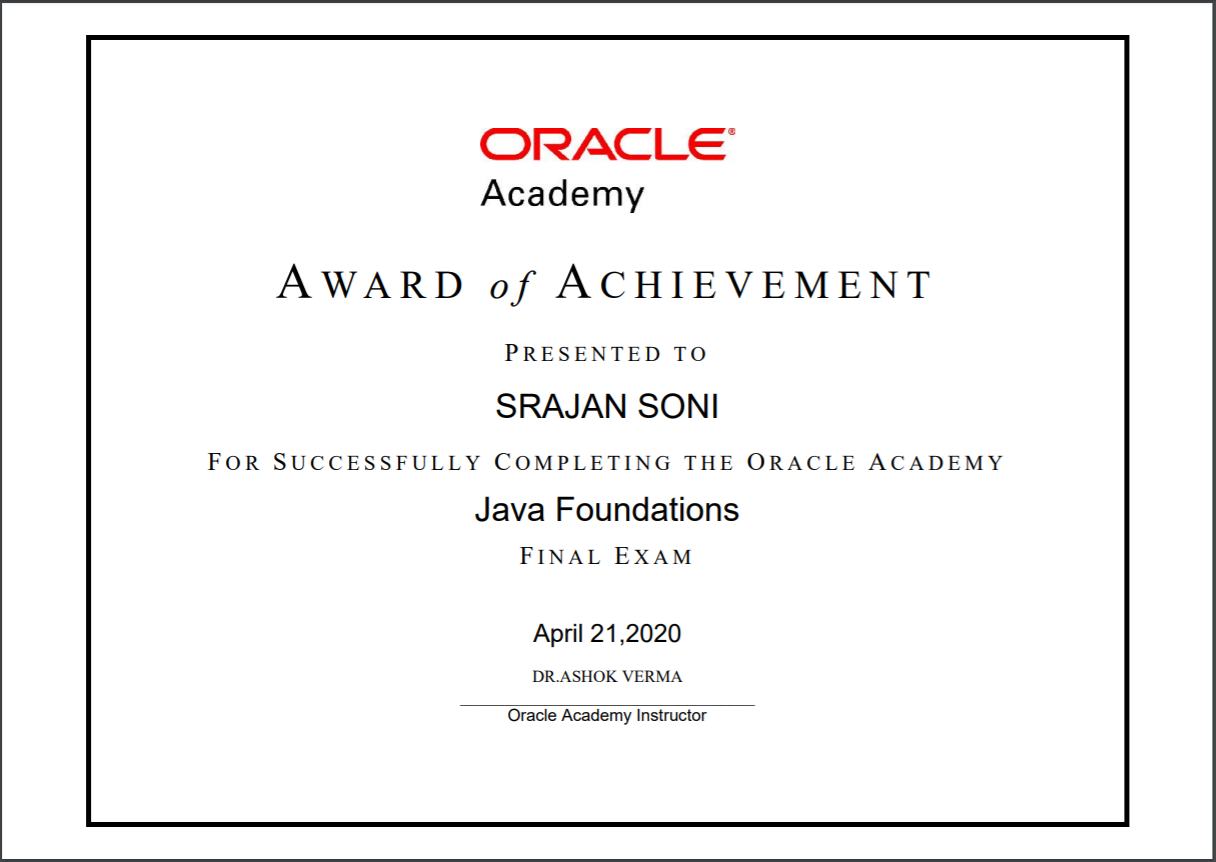 ORACLE®
Academy
AWARD of ACHIEVEMENT
PRESENTED TO
SRAJAN SONI
FOR SUCCESSFULLY COMPLETING THE ORACLE ACADEMY
Java Foundations
FINAL EXAM
April 21,2020
DR.ASHOK VERMA
Oracle Academy Instructor